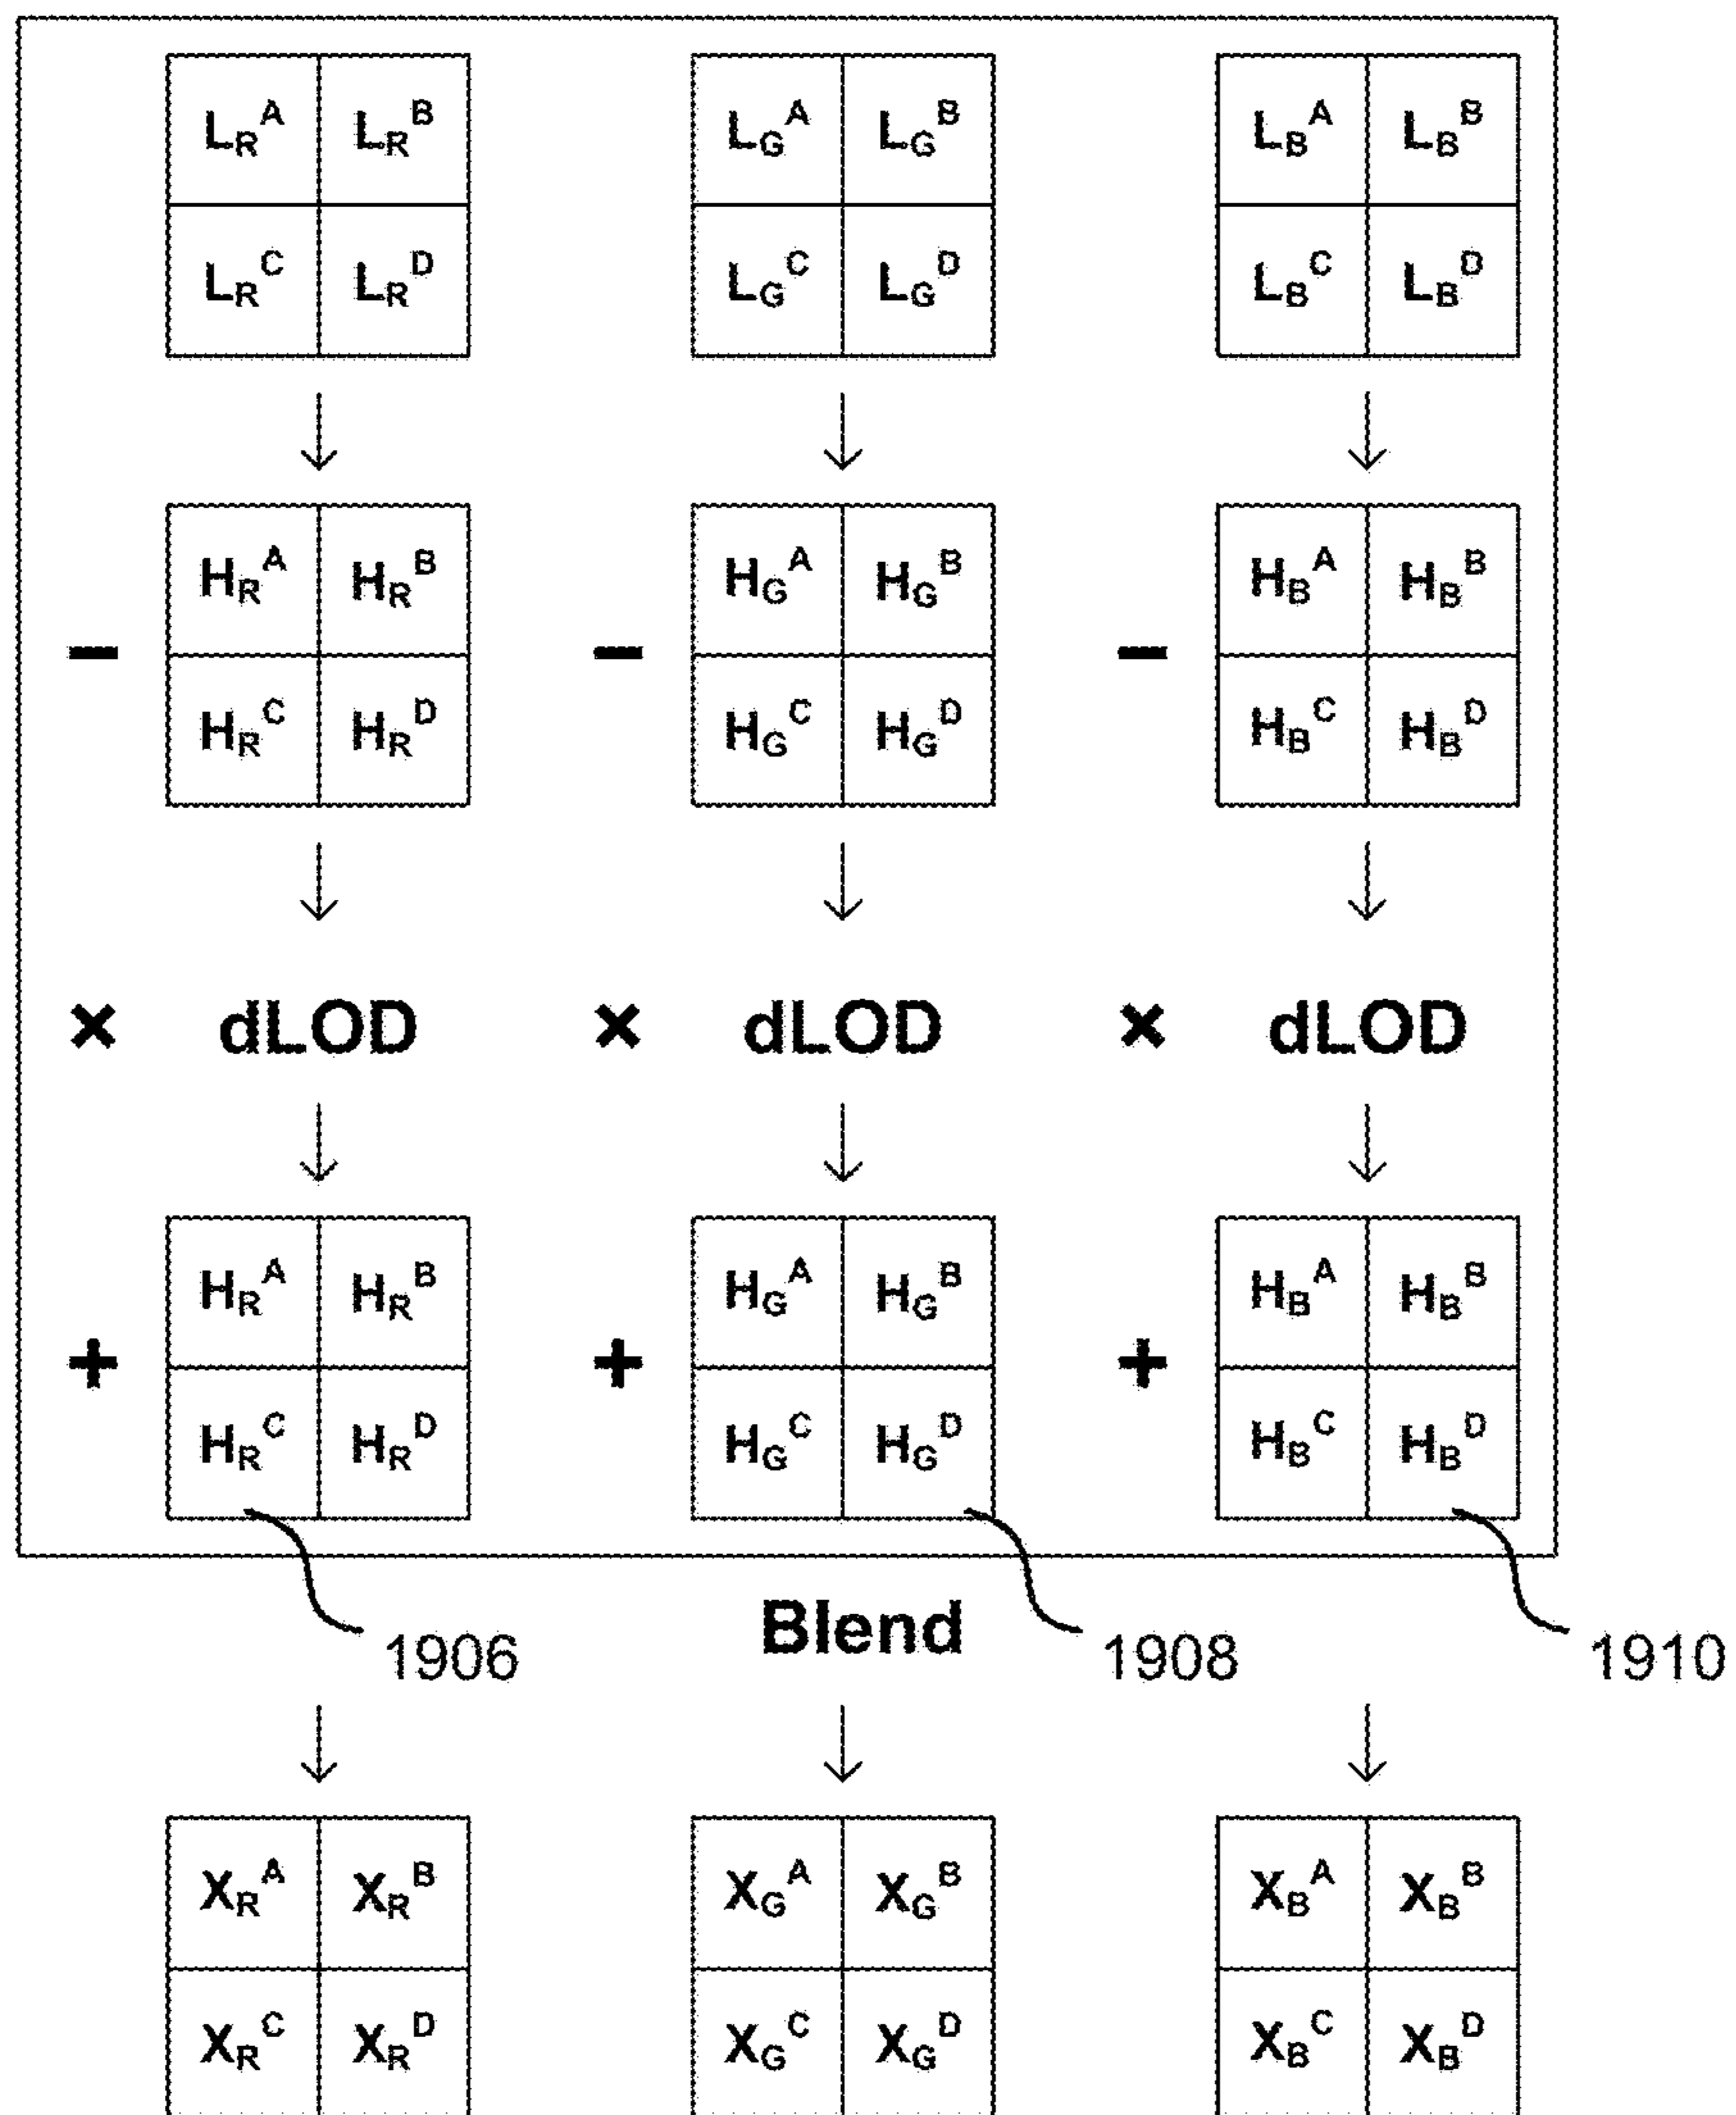 L_R^A L_R^B L_G^A L_G^B L_B^A L_B^B
L_R^C L_R^D L_G^C L_G^D L_B^C L_B^D
H_R^A H_R^B H_G^A H_G^B H_B^A H_B^B
− − −
H_R^C H_R^D H_G^C H_G^D H_B^C H_B^D
× dLOD × dLOD × dLOD
H_R^A H_R^B H_G^A H_G^B H_B^A H_B^B
+ + +
H_R^C H_R^D H_G^C H_G^D H_B^C H_B^D
1906 Blend 1908 1910
X_R^A X_R^B X_G^A X_G^B X_B^A X_B^B
X_R^C X_R^D X_G^C X_G^D X_B^C X_B^D